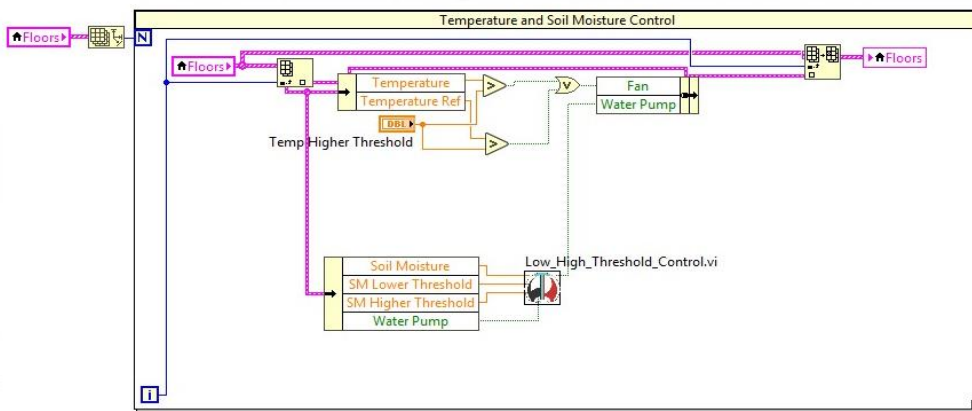 Temperature and Soil Moisture Control
Floors
N
Floors
Floors
Temperature
Temperature Ref
DBL
Temp Higher Threshold
>
>
v
Fan
Water Pump
Low_High_Threshold_Control.vi
Soil Moisture
SM Lower Threshold
SM Higher Threshold
Water Pump
i